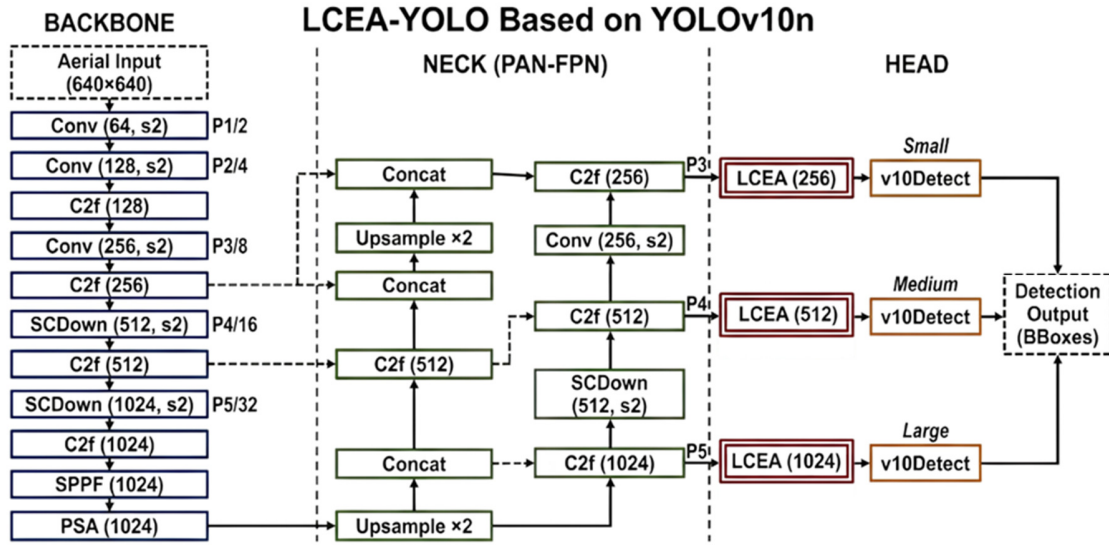 LCEA-YOLO Based on YOLOv10n
BACKBONE
Aerial Input
(640×640)
Conv (64, s2)
P1/2
Conv (128, s2)
P2/4
C2f (128)
Conv (256, s2)
P3/8
C2f (256)
SCDown (512, s2)
P4/16
C2f (512)
SCDown (1024, s2)
P5/32
C2f (1024)
SPPF (1024)
PSA (1024)
NECK (PAN-FPN)
Concat
Upsample ×2
Concat
C2f (512)
Concat
Upsample ×2
C2f (256)
P3
Conv (256, s2)
C2f (512)
P4
SCDown
(512, s2)
C2f (1024)
P5
HEAD
Small
LCEA (256)
v10Detect
Medium
LCEA (512)
v10Detect
Large
LCEA (1024)
v10Detect
Detection
Output
(BBoxes)